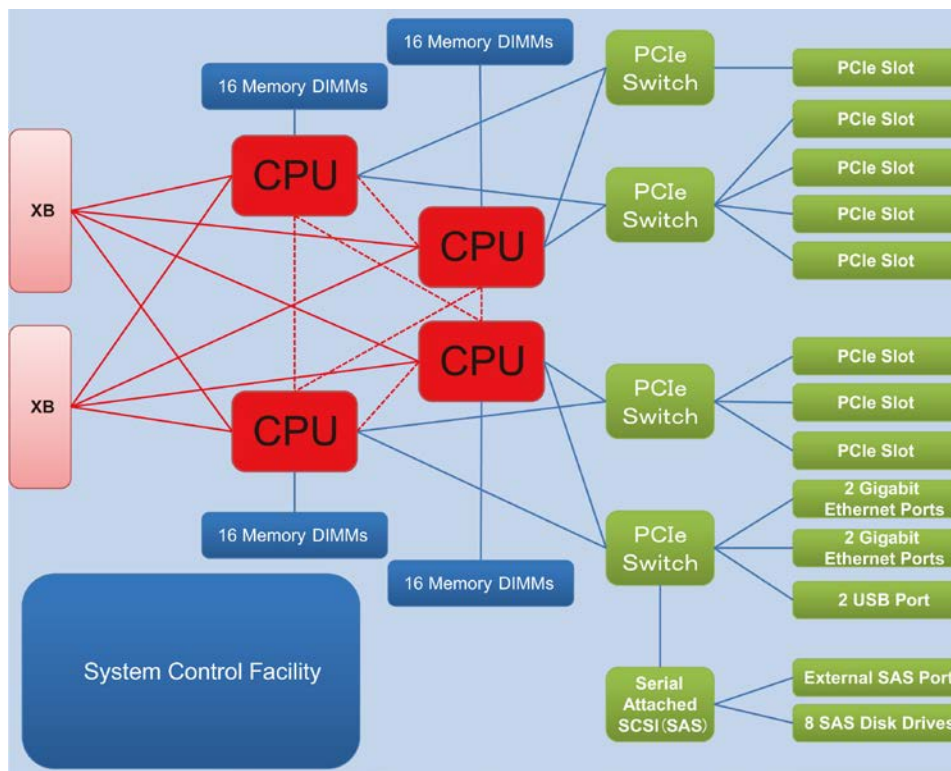 16 Memory DIMMs
16 Memory DIMMs
PCIe
Switch
PCIe Slot
PCIe Slot
XB
CPU
PCIe Slot
PCIe
Switch
PCIe Slot
CPU
PCIe Slot
XB
CPU
PCIe Slot
PCIe
Switch
PCIe Slot
CPU
PCIe Slot
2 Gigabit
Ethernet Ports
16 Memory DIMMs
PCIe
Switch
2 Gigabit
Ethernet Ports
16 Memory DIMMs
2 USB Port
System Control Facility
Serial
Attached
SCSI(SAS)
External SAS Port
8 SAS Disk Drives